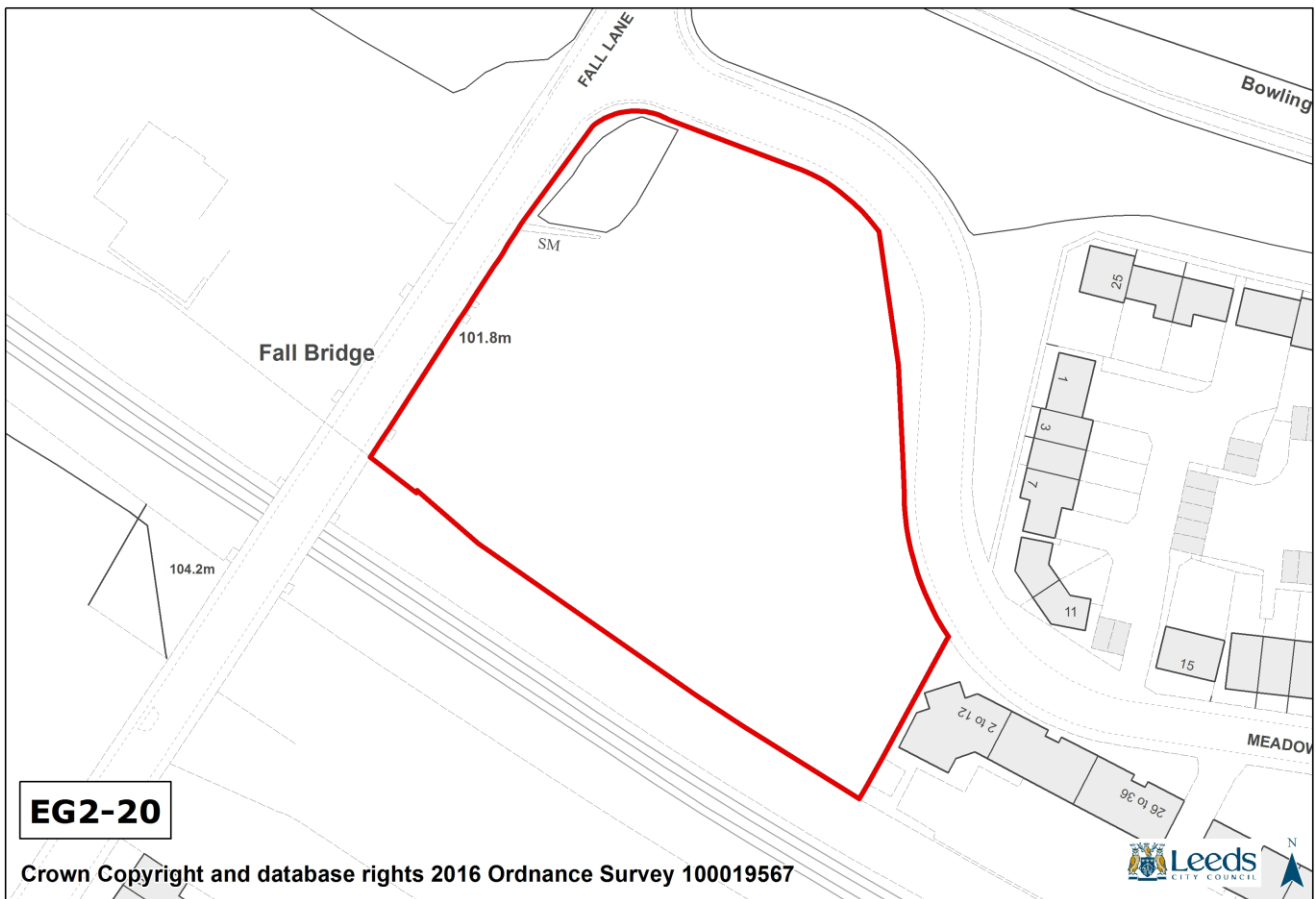 FALL LANE
Bowling
SM
25
101.8m
Fall Bridge
1
3
7
104.2m
11
15
2 to 12
MEADOW
26 to 36
EG2-20
Crown Copyright and database rights 2016 Ordnance Survey 100019567
Leeds
CITY COUNCIL
N